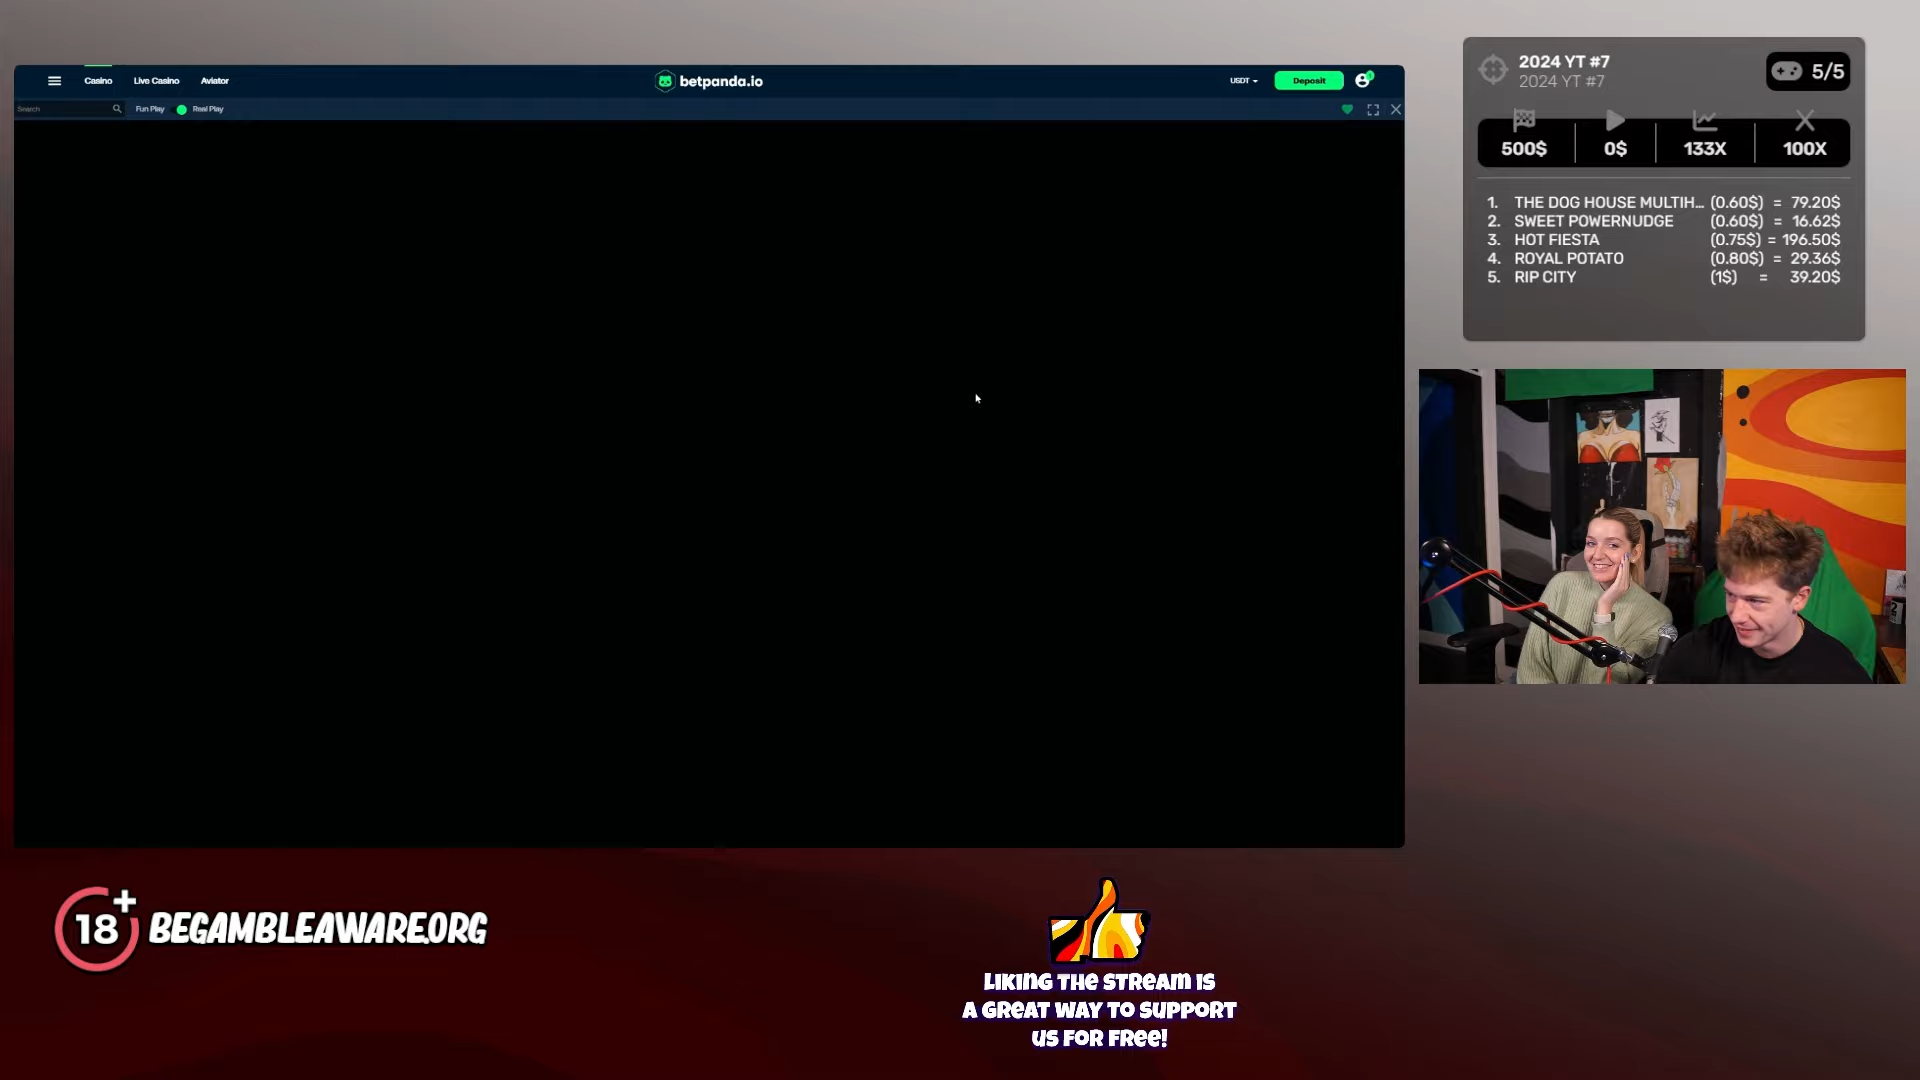 Casino Live Casino Aviator
betpanda.io
USDT
Deposit
Search
Fun Play Real Play
2024 YT #7
2024 YT #7
5/5
500$ 0$ 133X 100X
1. THE DOG HOUSE MULTIH... (0.60$) = 79.20$
2. SWEET POWERNUDGE (0.60$) = 16.62$
3. HOT FIESTA (0.75$) = 196.50$
4. ROYAL POTATO (0.80$) = 29.36$
5. RIP CITY (1$) = 39.20$
18+ BEGAMBLEAWARE.ORG
LIKING THE STREAM IS
A GREAT WAY TO SUPPORT
US FOR FREE!